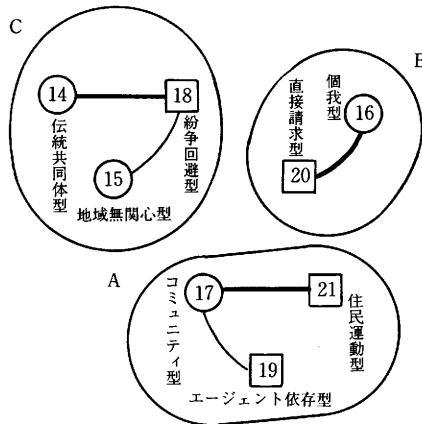 C
14
伝統共同体型
18
紛争回避型
15
地域無関心型
B
直接請求型
個我型
16
20
A
コミュニティ型
17
21
住民運動型
19
エージェント依存型